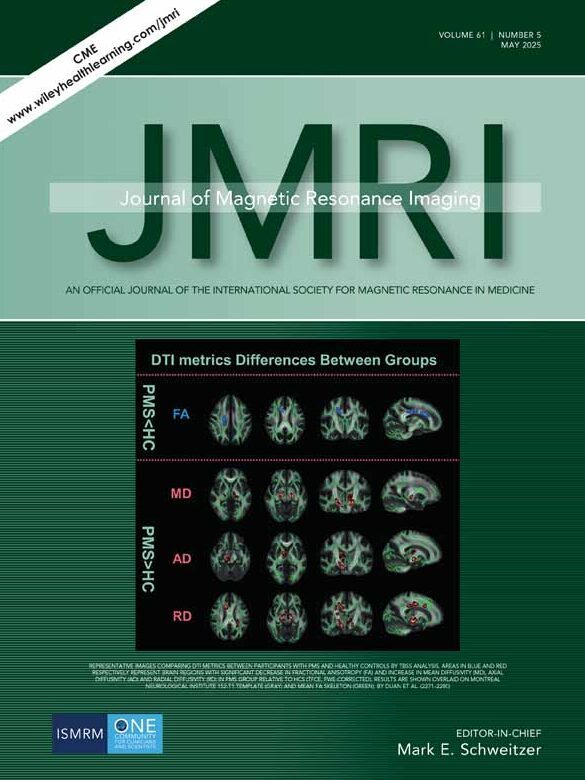 CME
www.wileyhealthlearning.com/jmri
VOLUME 61 | NUMBER 5
MAY 2025
JMRI
Journal of Magnetic Resonance Imaging
AN OFFICIAL JOURNAL OF THE INTERNATIONAL SOCIETY FOR MAGNETIC RESONANCE IN MEDICINE
DTI metrics Differences Between Groups
PMS<HC
FA
PMS>HC
MD
AD
RD
REPRESENTATIVE IMAGES COMPARING DTI METRICS BETWEEN PARTICIPANTS WITH PMS AND HEALTHY CONTROLS BY TBSS ANALYSIS. AREAS IN BLUE AND RED
RESPECTIVELY REPRESENT BRAIN REGIONS WITH SIGNIFICANT DECREASE IN FRACTIONAL ANISOTROPY (FA) AND INCREASE IN MEAN DIFFUSIVITY (MD), AXIAL
DIFFUSIVITY (AD) AND RADIAL DIFFUSIVITY (RD) IN PMS GROUP RELATIVE TO HCS (TFCE, FWE-CORRECTED). RESULTS ARE SHOWN OVERLAID ON MONTREAL
NEUROLOGICAL INSTITUTE 152-T1 TEMPLATE (GRAY) AND MEAN FA SKELETON (GREEN). BY DUAN ET AL. (2271-2280)
ISMRM
ONE
COMMUNITY
FOR CLINICIANS
AND SCIENTISTS
EDITOR-IN-CHIEF
Mark E. Schweitzer